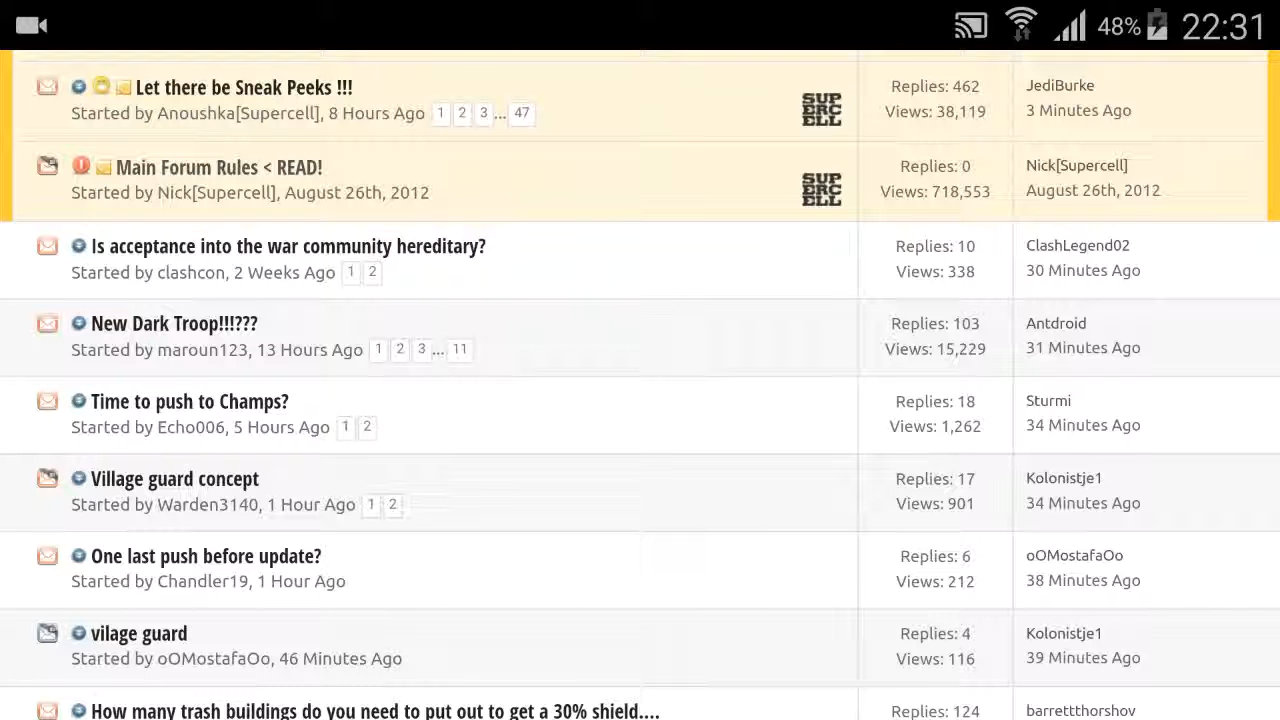 48% 22:31
Let there be Sneak Peeks !!!
Started by Anoushka[Supercell], 8 Hours Ago 1 2 3 ... 47
SUPERCELL
Replies: 462
Views: 38,119
JediBurke
3 Minutes Ago
Main Forum Rules < READ!
Started by Nick[Supercell], August 26th, 2012
SUPERCELL
Replies: 0
Views: 718,553
Nick[Supercell]
August 26th, 2012
Is acceptance into the war community hereditary?
Started by clashcon, 2 Weeks Ago 1 2
Replies: 10
Views: 338
ClashLegend02
30 Minutes Ago
New Dark Troop!!!???
Started by maroun123, 13 Hours Ago 1 2 3 ... 11
Replies: 103
Views: 15,229
Antdroid
31 Minutes Ago
Time to push to Champs?
Started by Echo006, 5 Hours Ago 1 2
Replies: 18
Views: 1,262
Sturmi
34 Minutes Ago
Village guard concept
Started by Warden3140, 1 Hour Ago 1 2
Replies: 17
Views: 901
Kolonistje1
34 Minutes Ago
One last push before update?
Started by Chandler19, 1 Hour Ago
Replies: 6
Views: 212
oOMostafaOo
38 Minutes Ago
vilage guard
Started by oOMostafaOo, 46 Minutes Ago
Replies: 4
Views: 116
Kolonistje1
39 Minutes Ago
How many trash buildings do you need to put out to get a 30% shield....
Replies: 124
barrettthorshov